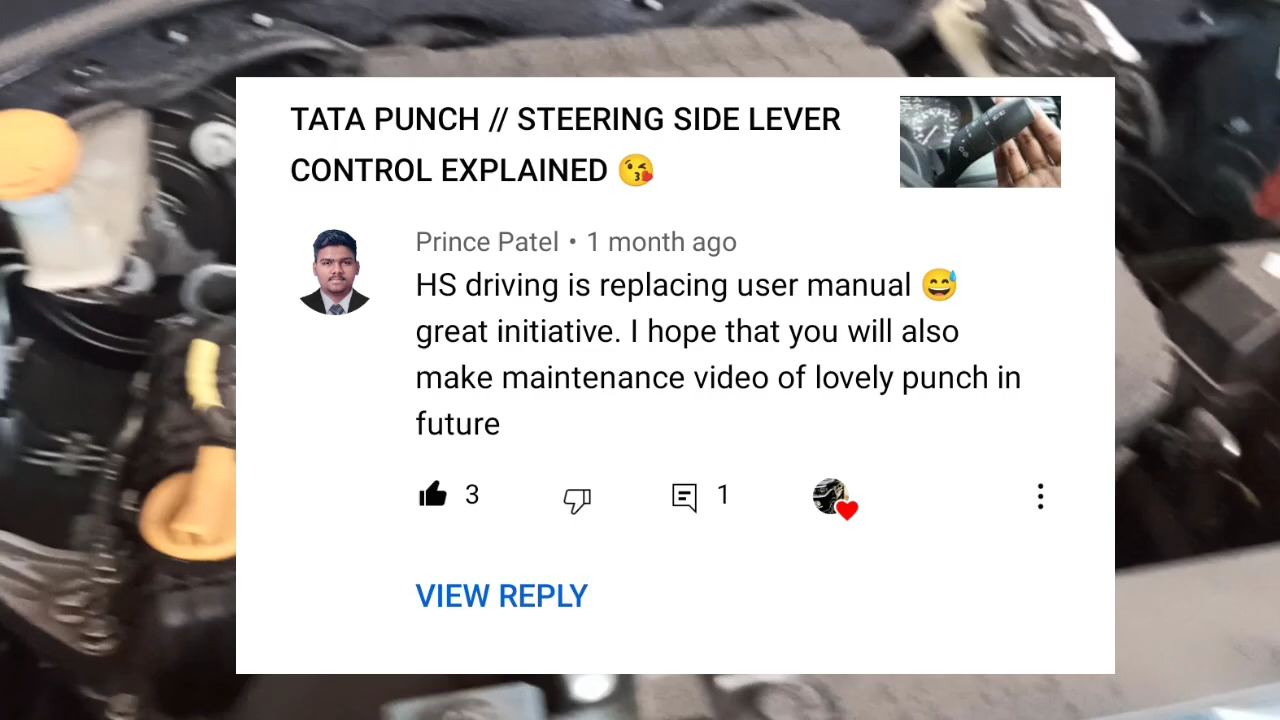 TATA PUNCH // STEERING SIDE LEVER
CONTROL EXPLAINED 😘
Prince Patel • 1 month ago
HS driving is replacing user manual 😅
great initiative. I hope that you will also
make maintenance video of lovely punch in
future
3
1
VIEW REPLY